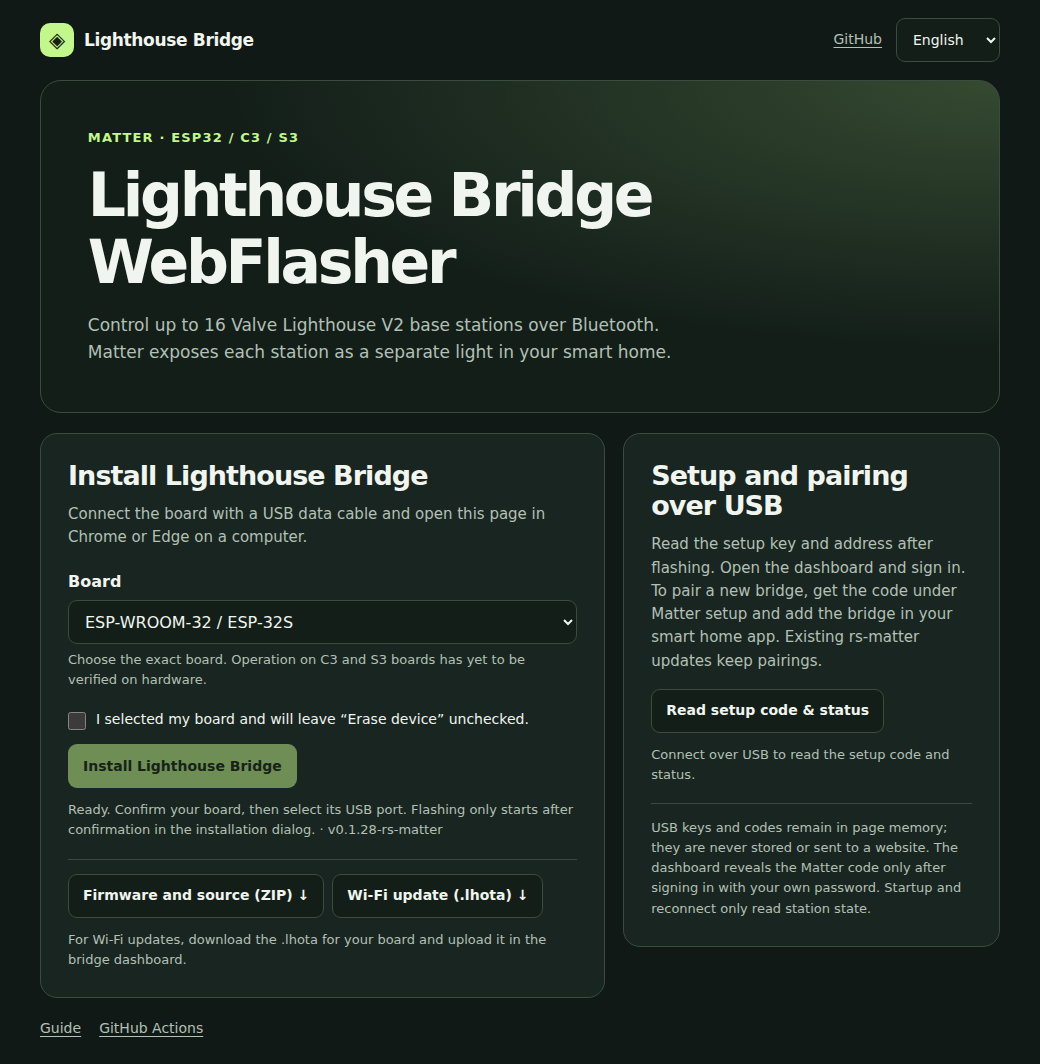 Lighthouse Bridge
GitHub
English
MATTER · ESP32 / C3 / S3
Lighthouse Bridge
WebFlasher
Control up to 16 Valve Lighthouse V2 base stations over Bluetooth.
Matter exposes each station as a separate light in your smart home.
Install Lighthouse Bridge
Connect the board with a USB data cable and open this page in
Chrome or Edge on a computer.
Board
ESP-WROOM-32 / ESP-32S
Choose the exact board. Operation on C3 and S3 boards has yet to be
verified on hardware.
I selected my board and will leave “Erase device” unchecked.
Install Lighthouse Bridge
Ready. Confirm your board, then select its USB port. Flashing only starts after
confirmation in the installation dialog. · v0.1.28-rs-matter
Firmware and source (ZIP) ↓
Wi-Fi update (.lhota) ↓
For Wi-Fi updates, download the .lhota for your board and upload it in the
bridge dashboard.
Setup and pairing
over USB
Read the setup key and address after
flashing. Open the dashboard and sign in.
To pair a new bridge, get the code under
Matter setup and add the bridge in your
smart home app. Existing rs-matter
updates keep pairings.
Read setup code & status
Connect over USB to read the setup code and
status.
USB keys and codes remain in page memory;
they are never stored or sent to a website. The
dashboard reveals the Matter code only after
signing in with your own password. Startup and
reconnect only read station state.
Guide
GitHub Actions